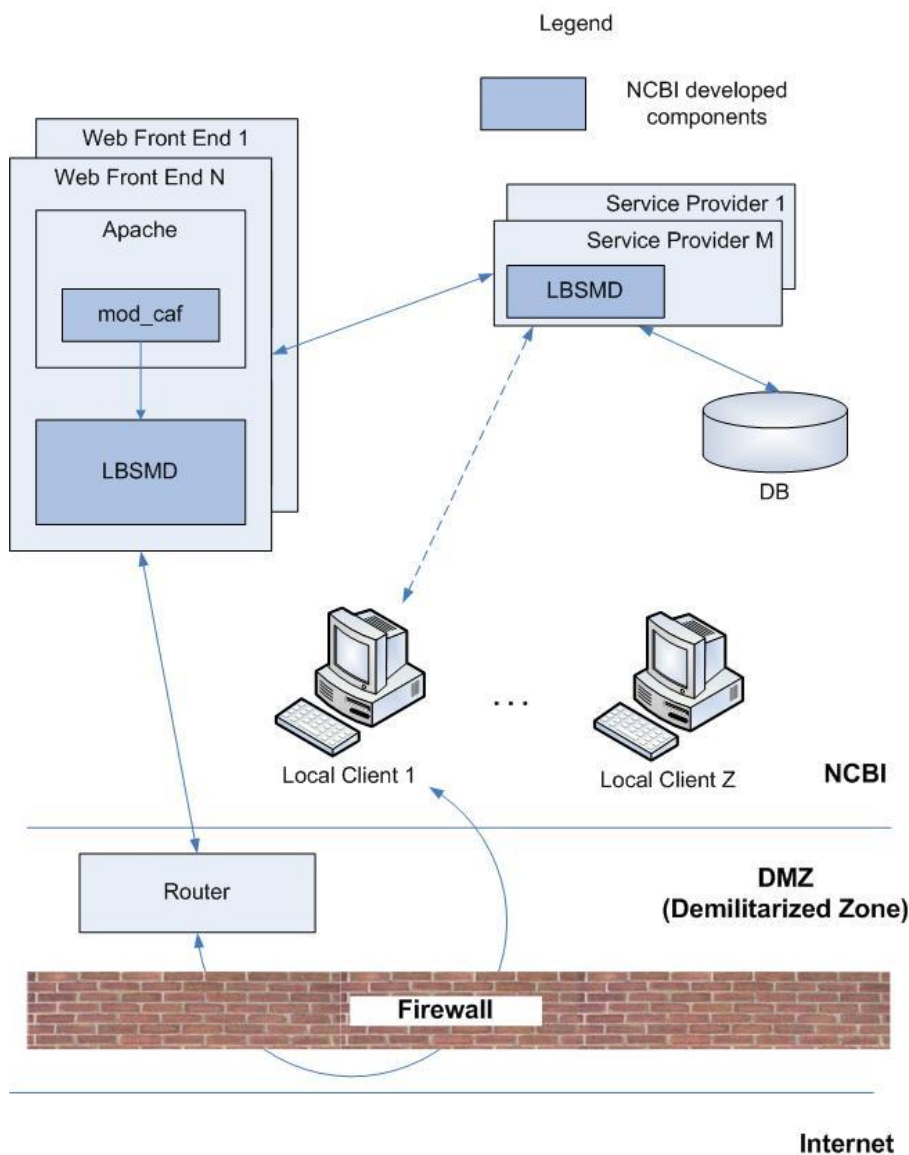 Legend
NCBI developed
components
Web Front End 1
Web Front End N
Apache
mod_caf
LBSMD
Service Provider 1
Service Provider M
LBSMD
DB
Local Client 1
...
Local Client Z
NCBI
Router
DMZ
(Demilitarized Zone)
Firewall
Internet